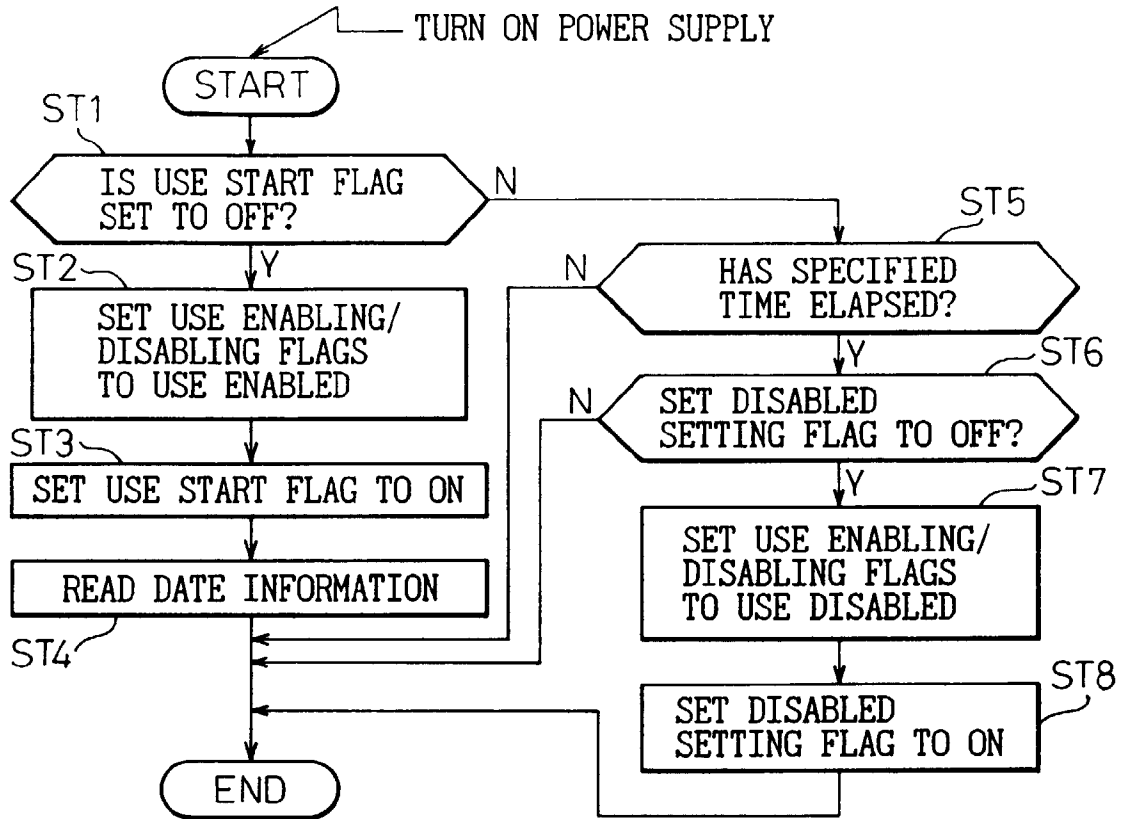 TURN ON POWER SUPPLY
START
ST1
IS USE START FLAG
SET TO OFF?
N
Y
ST2
SET USE ENABLING/
DISABLING FLAGS
TO USE ENABLED
ST3
SET USE START FLAG TO ON
READ DATE INFORMATION
ST4
END
ST5
HAS SPECIFIED
TIME ELAPSED?
N
Y
ST6
SET DISABLED
SETTING FLAG TO OFF?
N
Y
ST7
SET USE ENABLING/
DISABLING FLAGS
TO USE DISABLED
ST8
SET DISABLED
SETTING FLAG TO ON